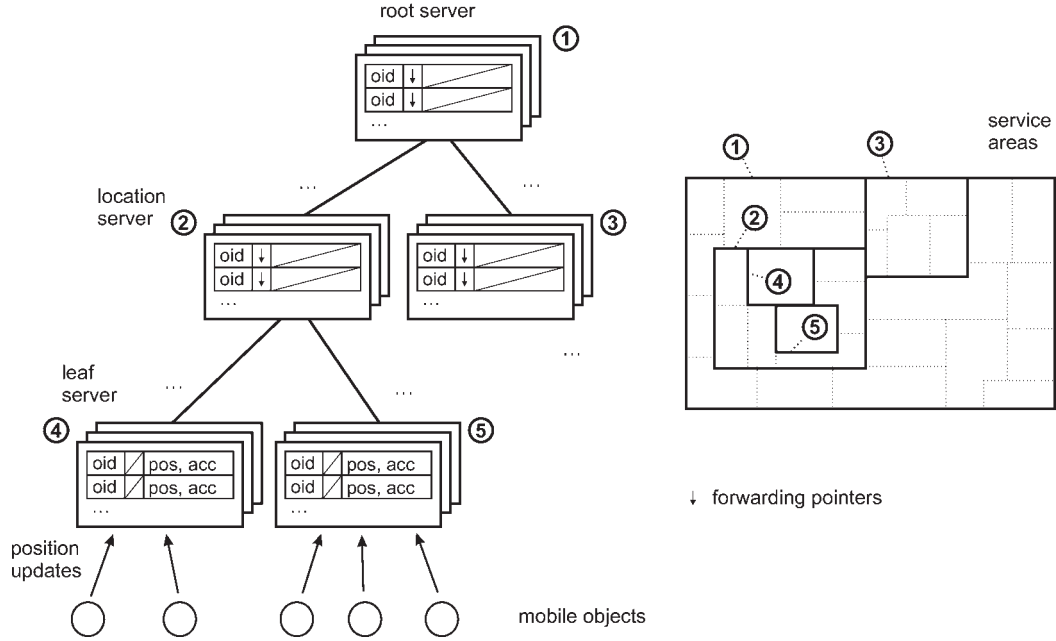 root server
1
oid ↓
oid ↓
...
service
areas
1
3
...
...
location
server
2
3
2
oid ↓
oid ↓
...
oid ↓
oid ↓
...
4
5
...
...
leaf
server
...
...
4
5
oid pos, acc
oid pos, acc
...
oid pos, acc
oid pos, acc
...
↓ forwarding pointers
position
updates
mobile objects